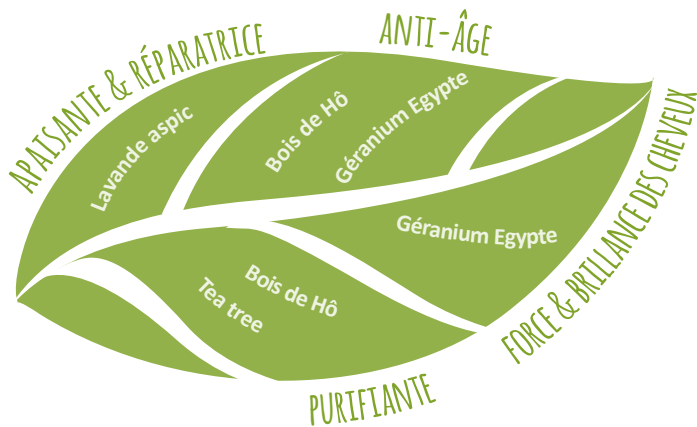 APAISANTE & RÉPARATRICE
Lavande aspic
ANTI-ÂGE
Bois de Hô
Géranium Egypte
FORCE & BRILLANCE DES CHEVEUX
Géranium Egypte
PURIFIANTE
Bois de Hô
Tea tree